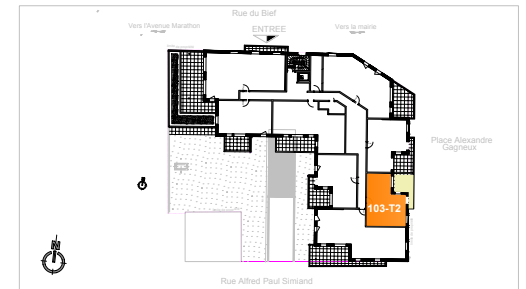 Rue du Bief
Vers l'Avenue Marathon
Vers la mairie
ENTREE
Place Alexandre
Gagneux
103-T2
N
Rue Alfred Paul Simiand